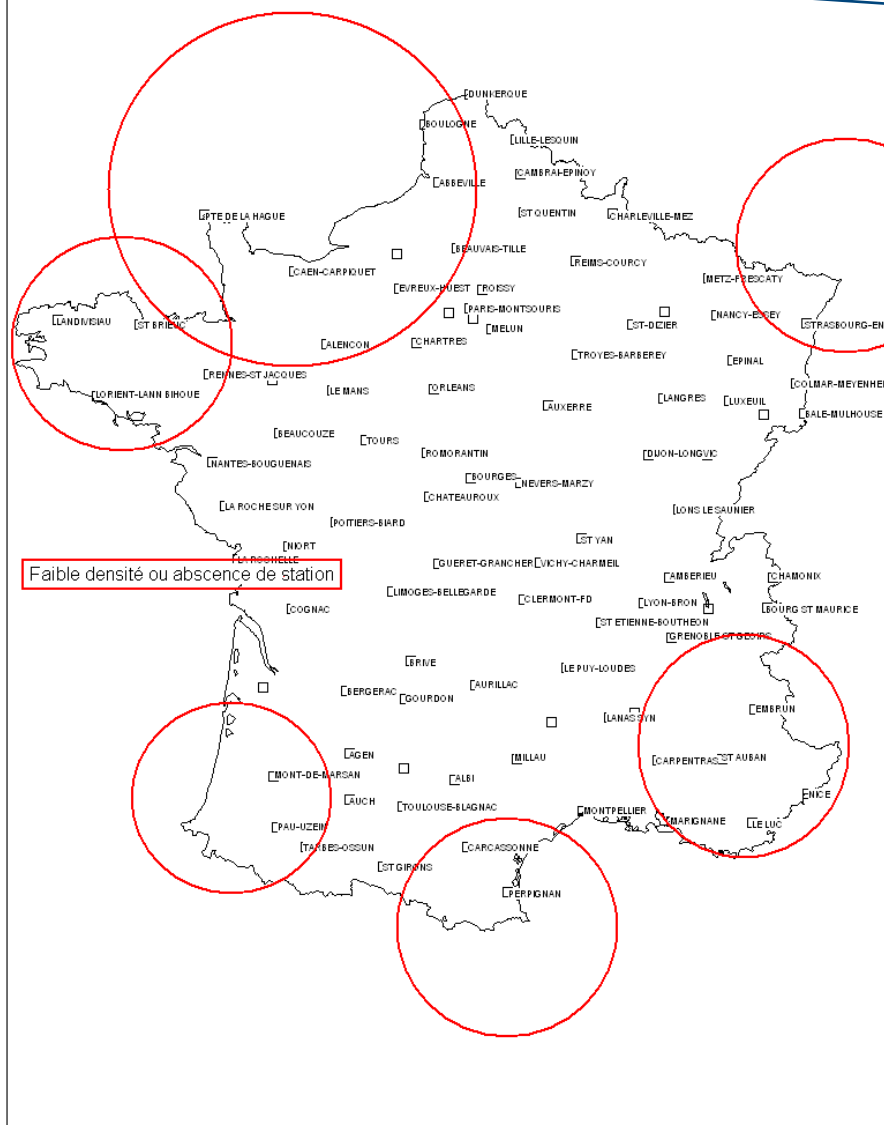 DUNKERQUE
BOULOGNE
LILLE-LESQUIN
CAMBRAI-EPINOY
ABBEVILLE
PTE DE LA HAGUE
ST QUENTIN
CHARLEVILLE-MEZ
BEAUVAIS-TILLE
REIMS-COURCY
CAEN-CARPIQUET
METZ-FRESCATY
EVREUX-HUEST
ROISSY
PARIS-MONTSOURIS
NANCY-ESSEY
LANDIVISIAU
ST BRIEUC
MELUN
ST-DIZIER
STRASBOURG-EN
ALENCON
CHARTRES
TROYES-BARBEREY
EPINAL
RENNES-ST JACQUES
COLMAR-MEYENHE
LE MANS
ORLEANS
LORIENT-LANN BIHOUE
LANGRES
LUXEUIL
AUXERRE
BALE-MULHOUSE
BEAUCOUZE
TOURS
ROMORANTIN
DIJON-LONGVIC
NANTES-BOUGUENAIS
BOURGES
NEVERS-MARZY
CHATEAUROUX
LA ROCHE SUR YON
LONS LE SAUNIER
POITIERS-BIARD
ST YAN
NIORT
LA ROCHELLE
GUERET-GRANCHER
VICHY-CHARMEIL
Faible densité ou abscence de station
AMBERIEU
CHAMONIX
LIMOGES-BELLEGARDE
CLERMONT-FD
LYON-BRON
COGNAC
BOURG ST MAURICE
ST ETIENNE-BOUTHEON
GRENOBLE-ST GEOIRS
BRIVE
LE PUY-LOUDES
BERGERAC
GOURDON
AURILLAC
EMBRUN
LANAS SYN
AGEN
MILLAU
CARPENTRAS
ST AUBAN
MONT-DE-MARSAN
ALBI
NICE
AUCH
TOULOUSE-BLAGNAC
MONTPELLIER
MARIGNANE
LE LUC
PAU-UZEIN
TARBES-OSSUN
CARCASSONNE
ST GIRONS
PERPIGNAN